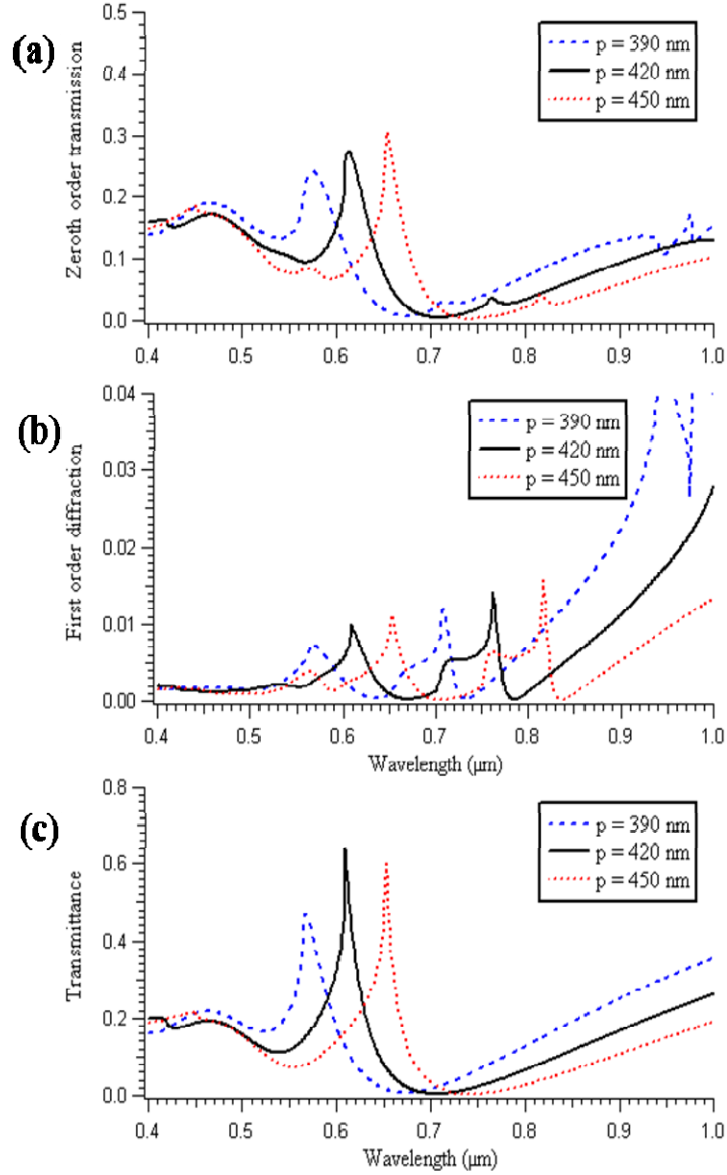 (a)
Zeroth order transmission
0.5
0.4
0.3
0.2
0.1
0.0
p = 390 nm
p = 420 nm
p = 450 nm
0.4 0.5 0.6 0.7 0.8 0.9 1.0
(b)
First order diffraction
0.04
0.03
0.02
0.01
0.00
p = 390 nm
p = 420 nm
p = 450 nm
0.4 0.5 0.6 0.7 0.8 0.9 1.0
Wavelength (µm)
(c)
Transmittance
0.8
0.6
0.4
0.2
0.0
p = 390 nm
p = 420 nm
p = 450 nm
0.4 0.5 0.6 0.7 0.8 0.9 1.0
Wavelength (µm)